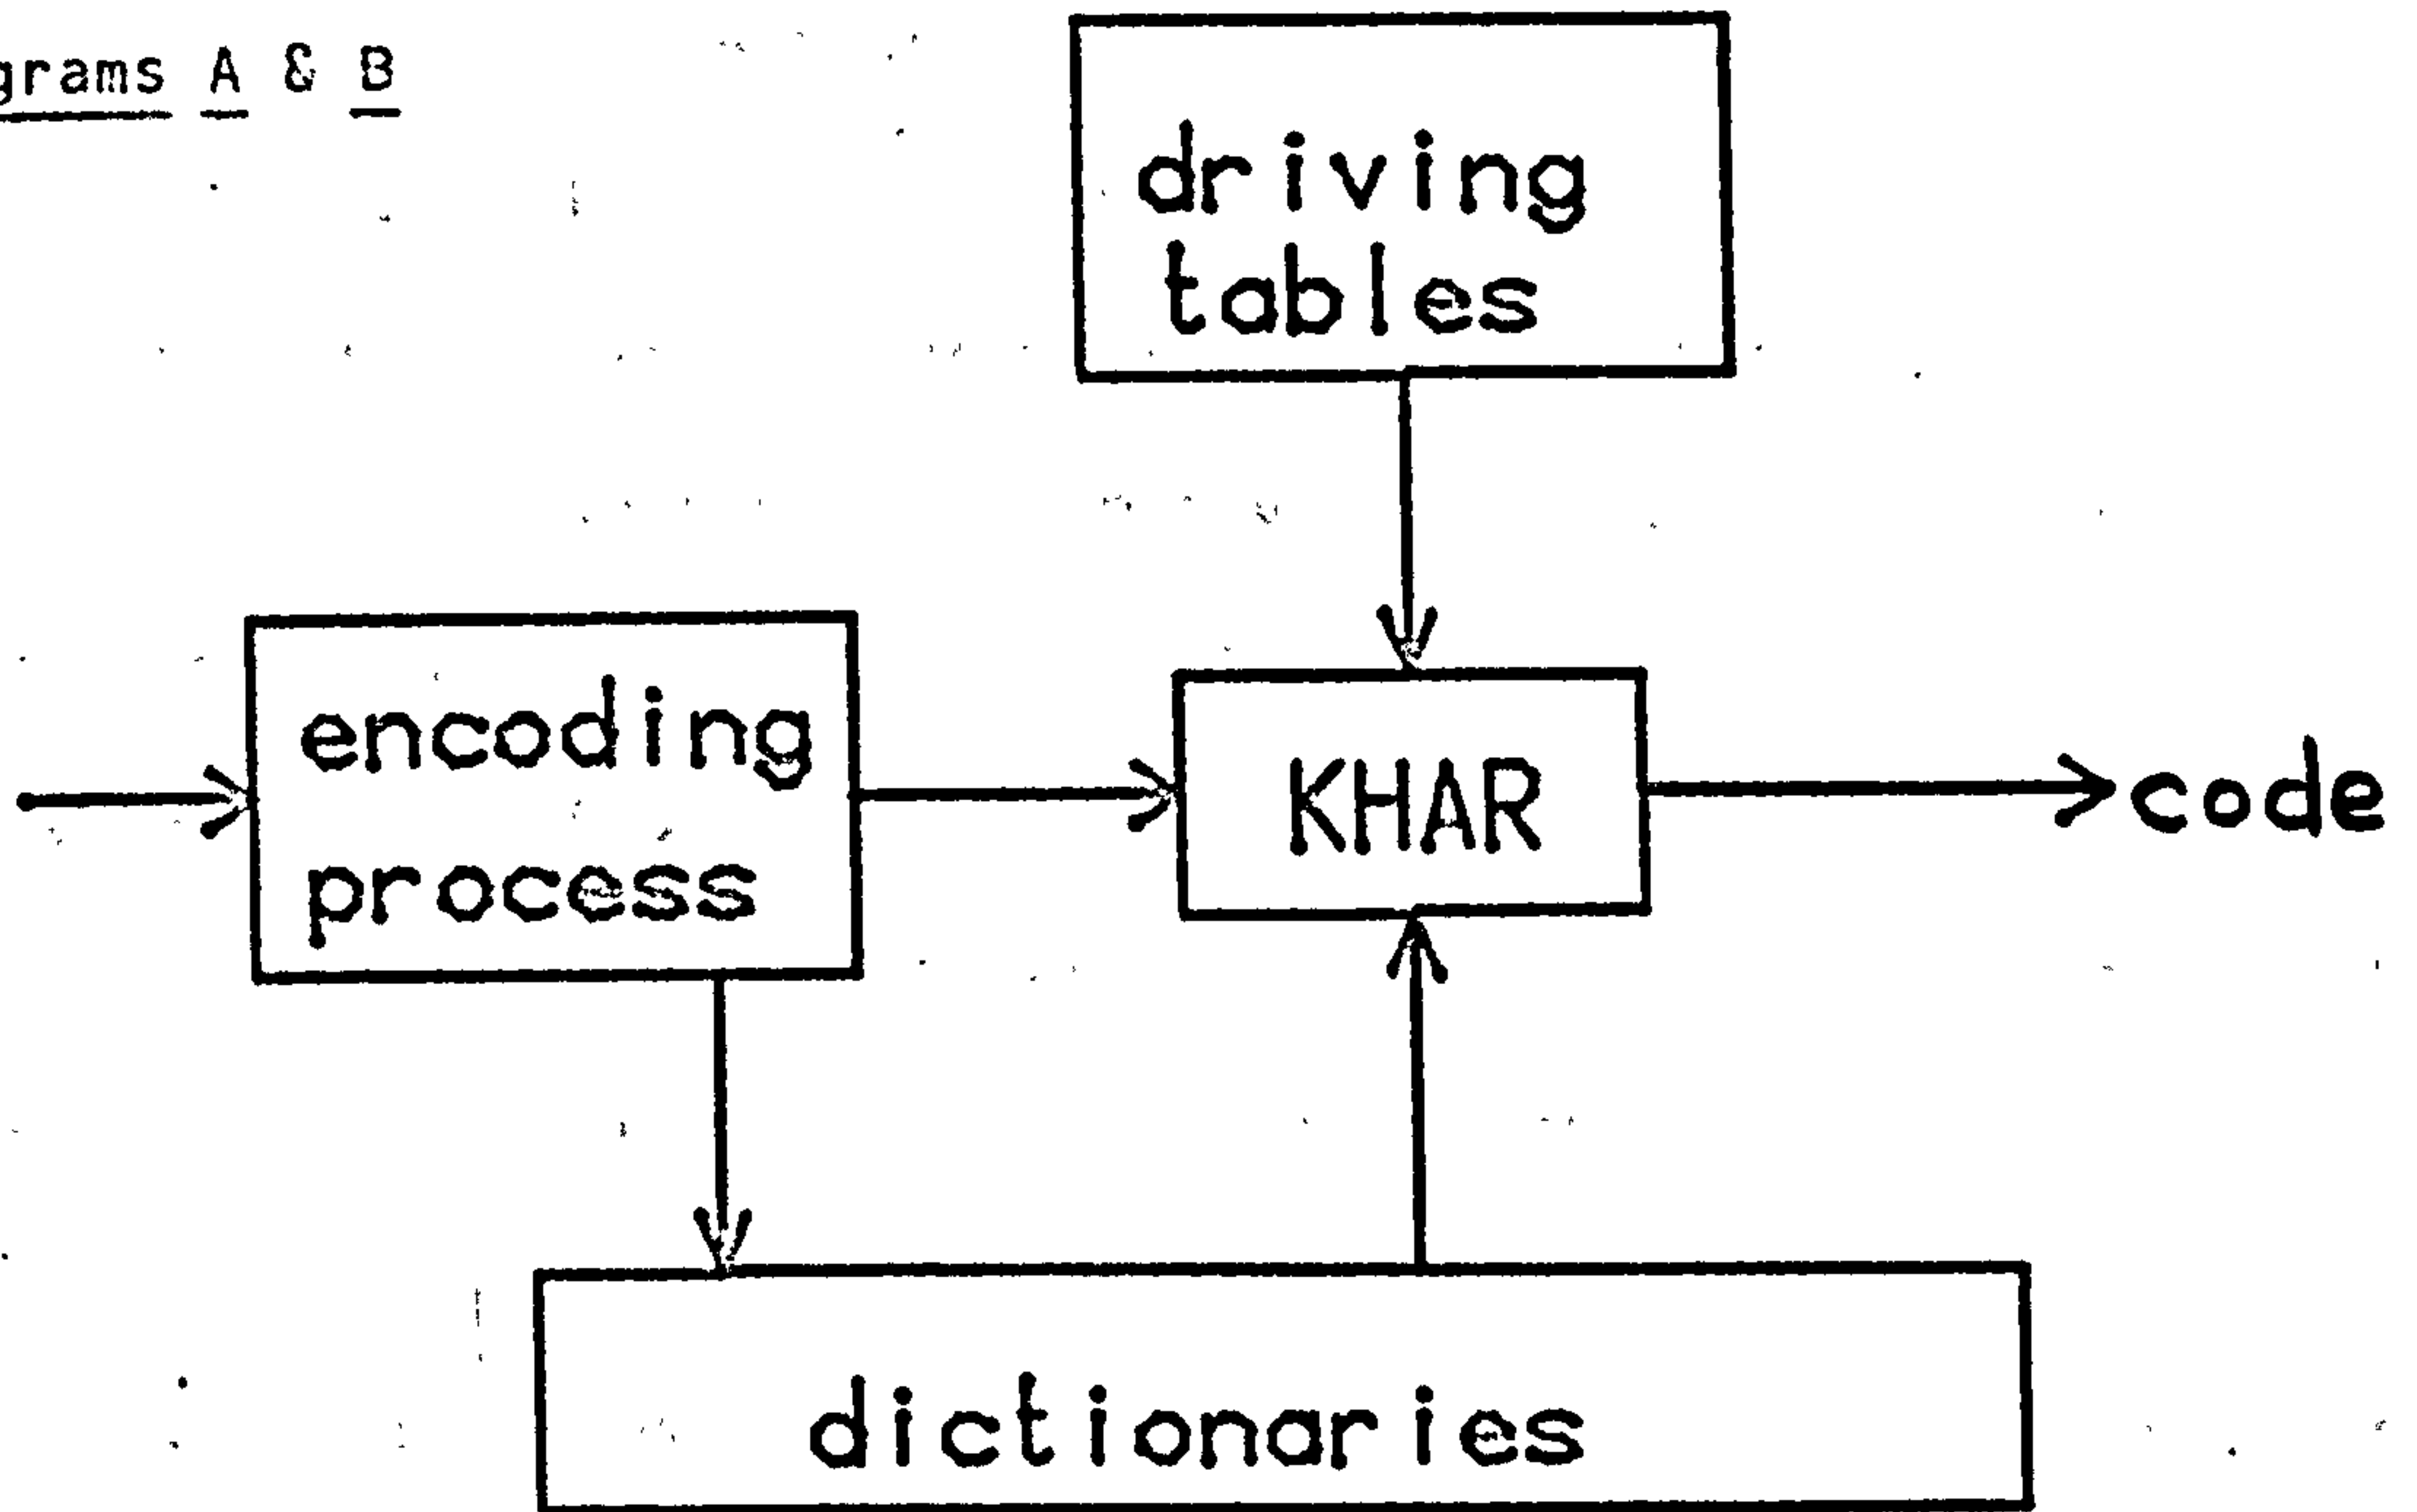 grams A & B
driving
tables
encoding
process
KHAR
code
dictionaries